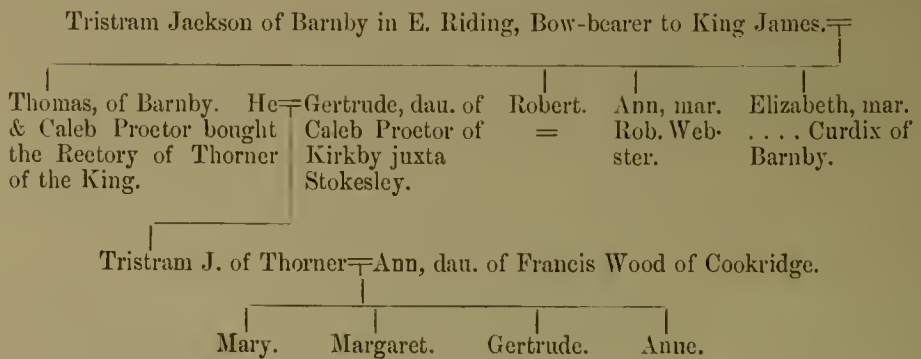 Tristram Jackson of Barnby in E. Riding, Bow-bearer to King James.
Thomas, of Barnby. He
& Caleb Proctor bought
the Rectory of Thorner
of the King.
Gertrude, dau. of
Caleb Proctor of
Kirkby juxta
Stokesley.
Robert.
=
Ann, mar.
Rob. Web-
ster.
Elizabeth, mar.
. . . . Curdix of
Barnby.
Tristram J. of Thorner=Ann, dau. of Francis Wood of Cookridge.
Mary. Margaret. Gertrude. Anne.